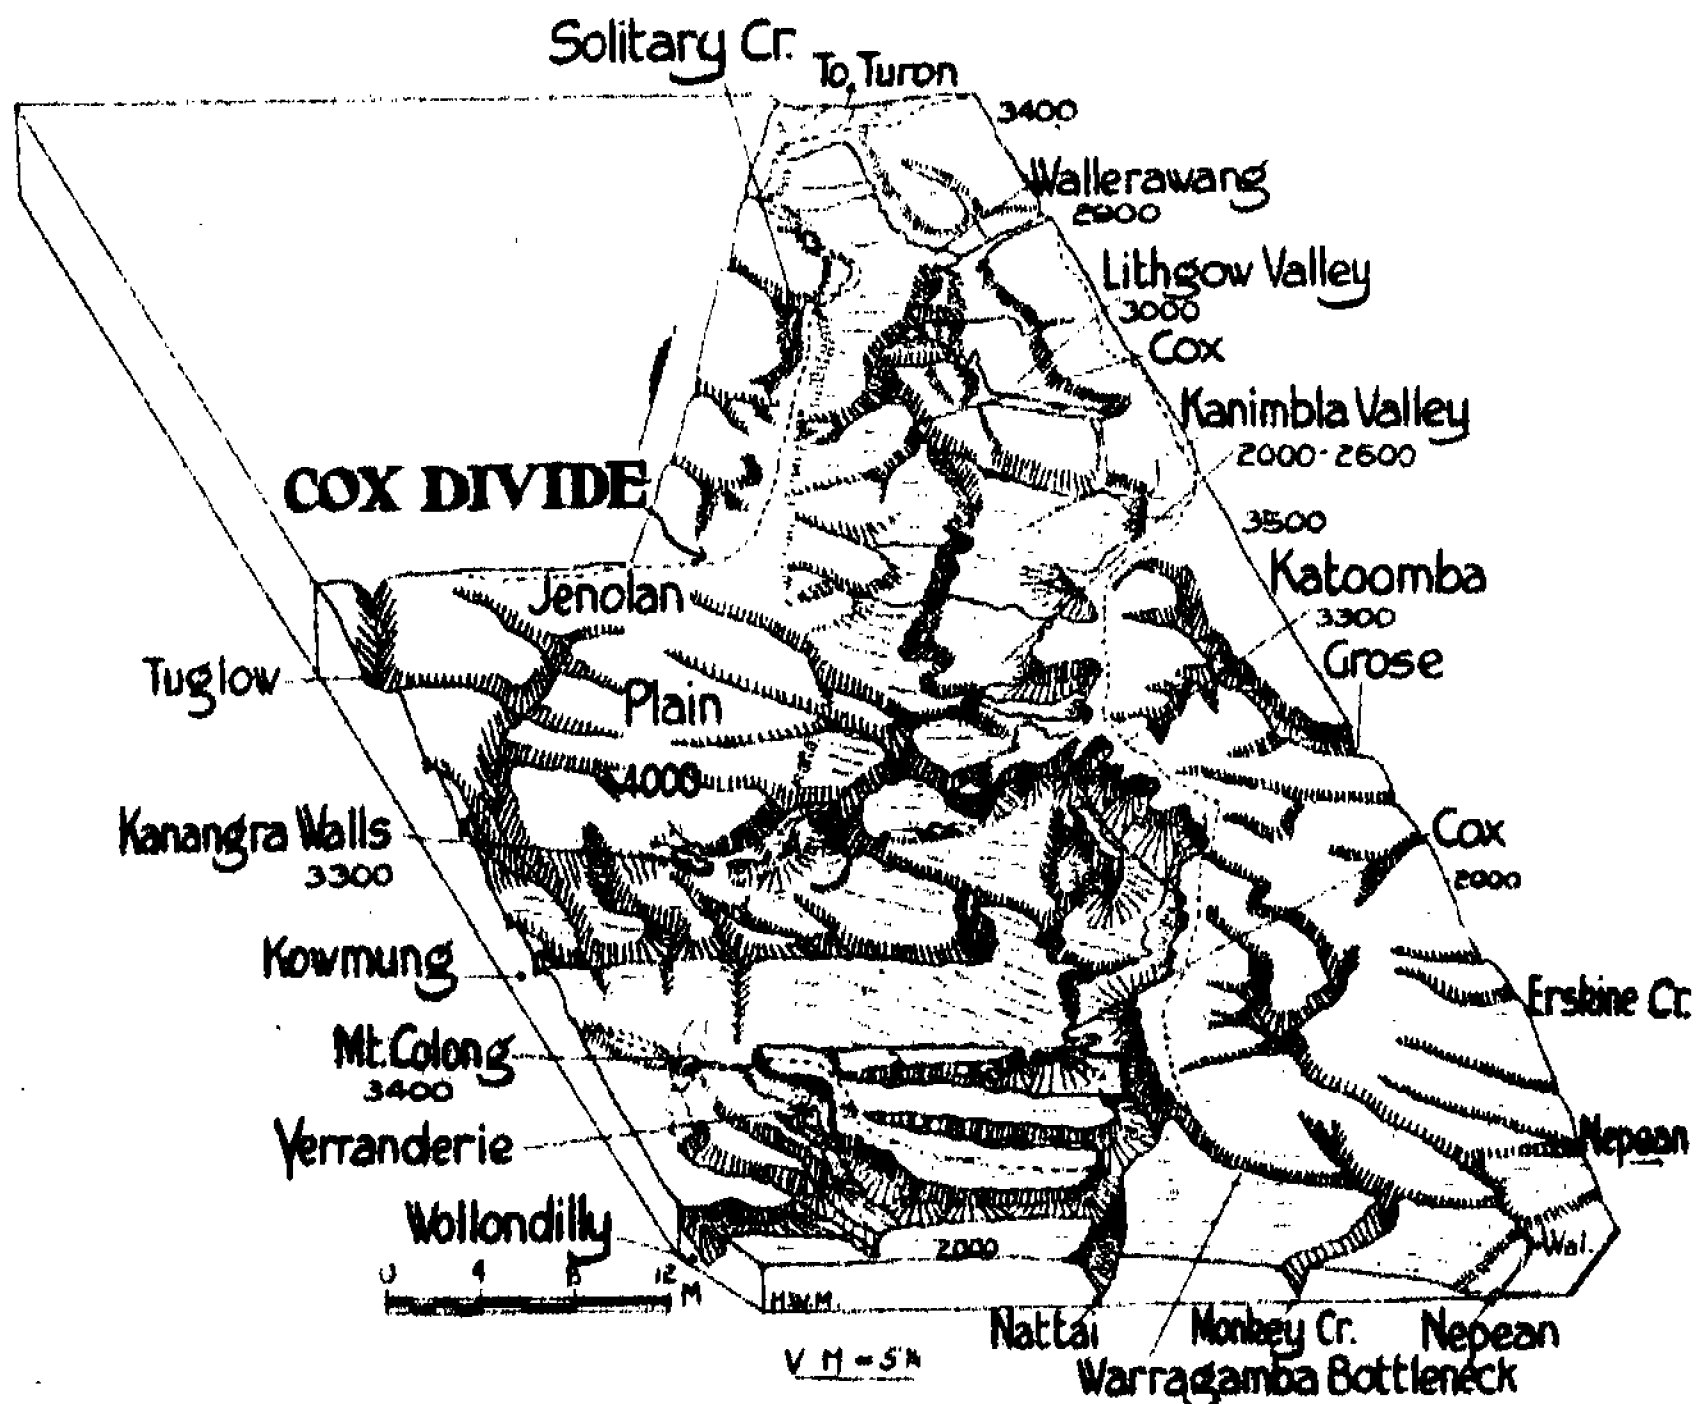 Solitary Cr.
To Turon
3400
Wallerawang
2900
Lithgow Valley
3000
Cox
Kanimbla Valley
2000-2600
COX DIVIDE
3500
Jenolan
Katoomba
3300
Grose
Tuglow
Plain
4000
Kanangra Walls
3300
Cox
2000
Kowmung
Erskine Cr.
Mt. Colong
3400
Yerranderie
Nepean
Wollondilly
2000
Wal.
0 4 8 12
M
H.W.M.
Nattai
Monkey Cr.
Nepean
Warragamba Bottleneck